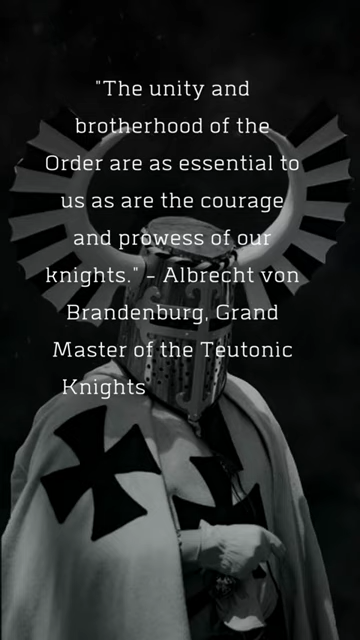 "The unity and
brotherhood of the
Order are as essential to
us as are the courage
and prowess of our
knights." - Albrecht von
Brandenburg, Grand
Master of the Teutonic
Knights